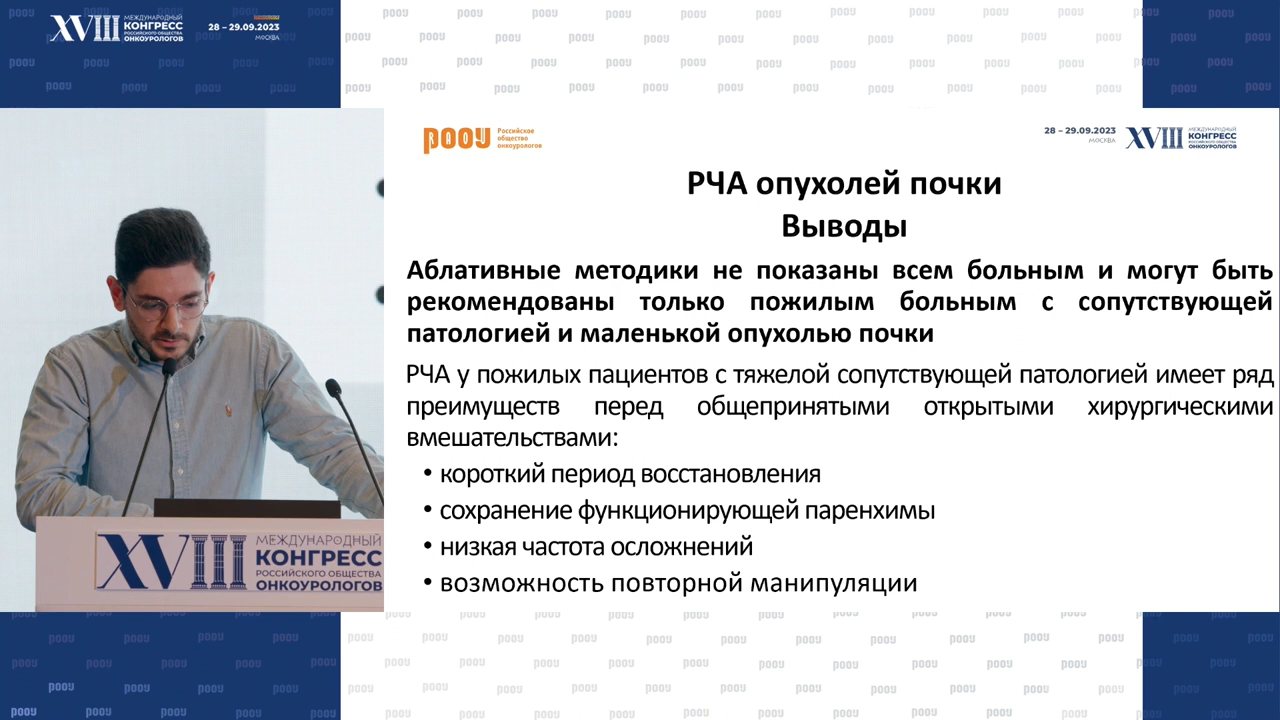 XVIII МЕЖДУНАРОДНЫЙ
КОНГРЕСС
РОССИЙСКОГО ОБЩЕСТВА
ОНКОУРОЛОГОВ
28 – 29.09.2023
МОСКВА
РООУ Российское
общество
онкоурологов
28 – 29.09.2023
МОСКВА
XVIII МЕЖДУНАРОДНЫЙ
КОНГРЕСС
РОССИЙСКОГО ОБЩЕСТВА
ОНКОУРОЛОГОВ
РЧА опухолей почки
Выводы
Аблативные методики не показаны всем больным и могут быть
рекомендованы только пожилым больным с сопутствующей
патологией и маленькой опухолью почки
РЧА у пожилых пациентов с тяжелой сопутствующей патологией имеет ряд
преимуществ перед общепринятыми открытыми хирургическими
вмешательствами:
• короткий период восстановления
• сохранение функционирующей паренхимы
• низкая частота осложнений
• возможность повторной манипуляции
XVIII МЕЖДУНАРОДНЫЙ
КОНГРЕСС
РОССИЙСКОГО ОБЩЕСТВА
ОНКОУРОЛОГОВ